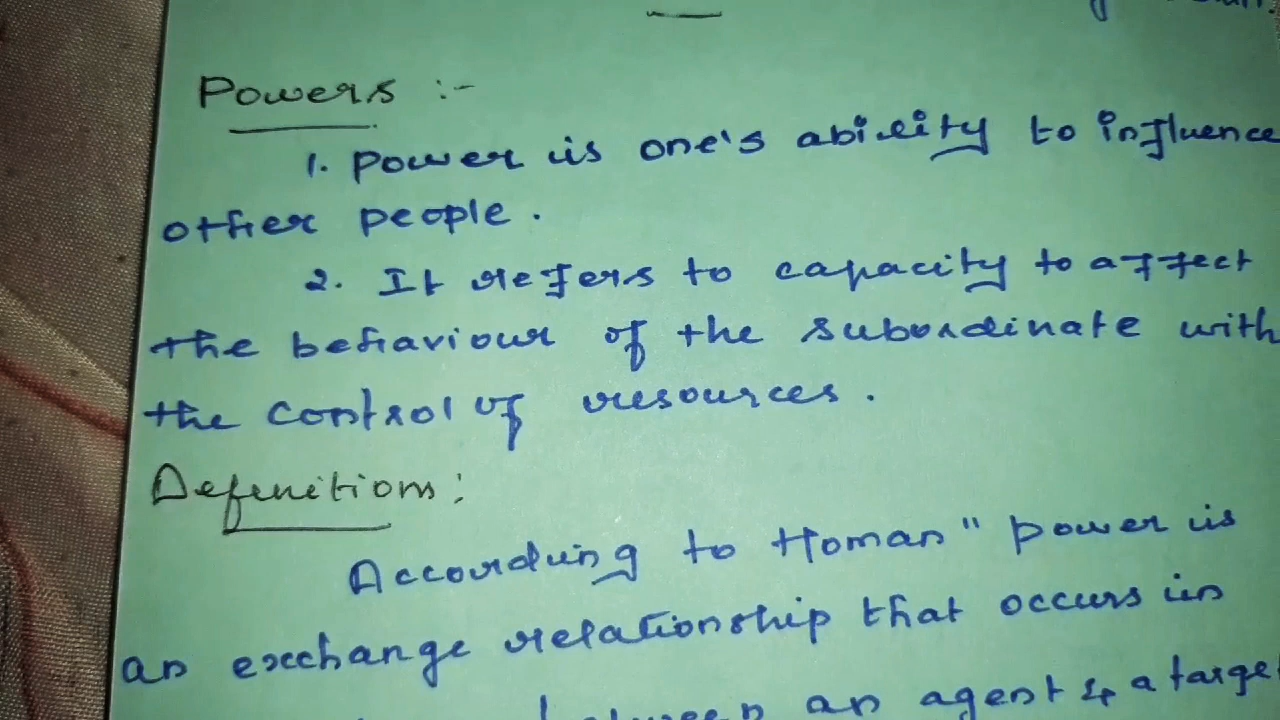 Powers :-
1. Power is one's ability to influence
other people.
2. It refers to capacity to affect
the behaviour of the subordinate with
the control of resources.
Definition:
According to Homan" power is
an exchange relationship that occurs in
an agent & a target